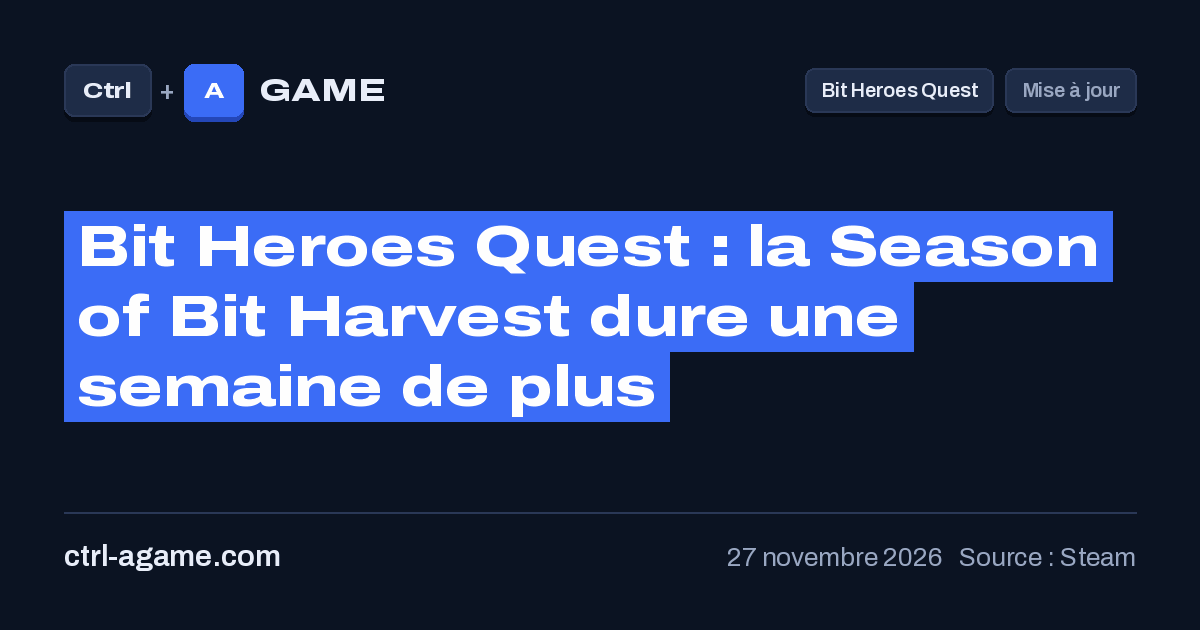 Ctrl + A GAME
Bit Heroes Quest
Mise à jour
Bit Heroes Quest : la Season
of Bit Harvest dure une
semaine de plus
ctrl-agame.com
27 novembre 2026 Source : Steam